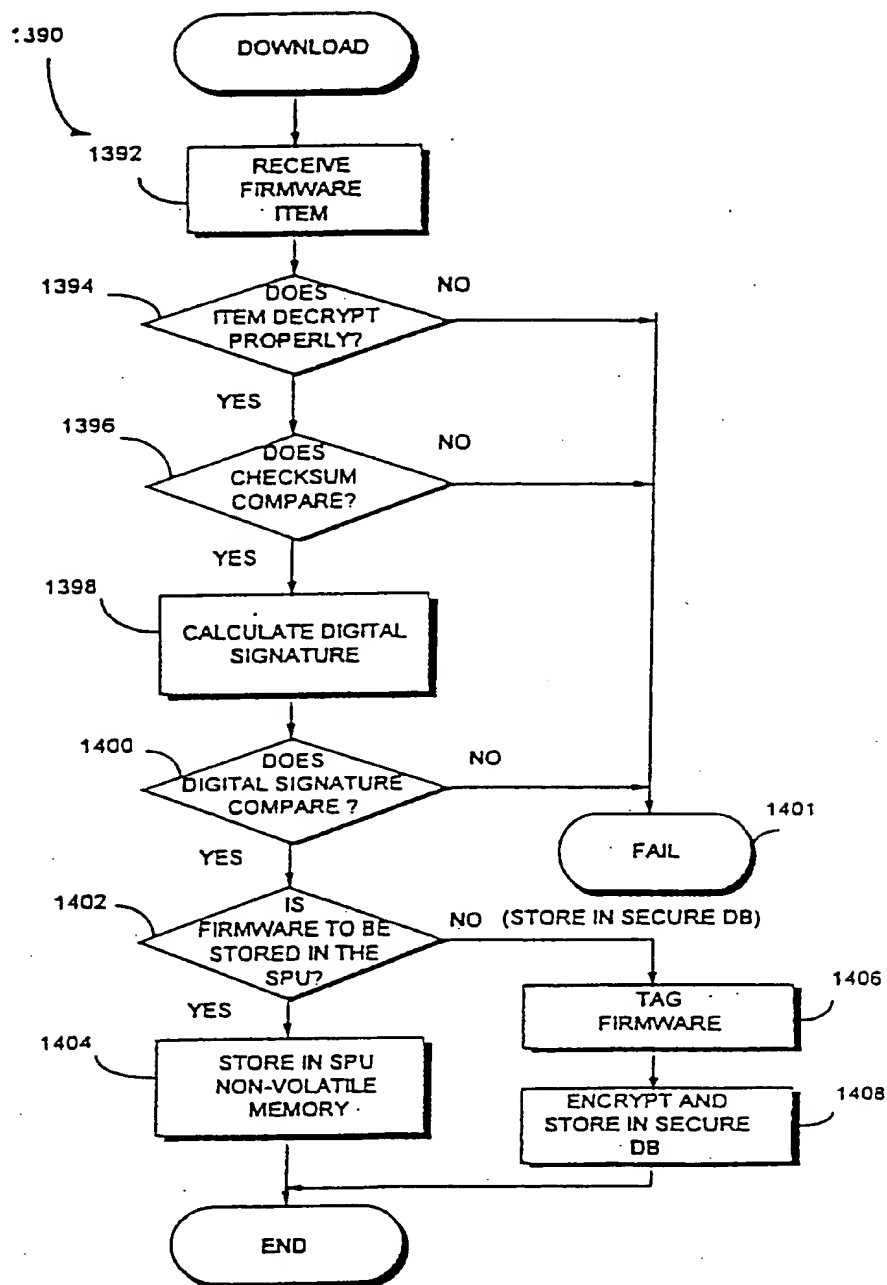 1390
DOWNLOAD
1392
RECEIVE
FIRMWARE
ITEM
1394
DOES
ITEM DECRYPT
PROPERLY?
NO
YES
1396
DOES
CHECKSUM
COMPARE?
NO
YES
1398
CALCULATE DIGITAL
SIGNATURE
1400
DOES
DIGITAL SIGNATURE
COMPARE ?
NO
1401
FAIL
YES
1402
IS
FIRMWARE TO BE
STORED IN THE
SPU?
NO (STORE IN SECURE DB)
1406
TAG
FIRMWARE
YES
1404
STORE IN SPU
NON-VOLATILE
MEMORY
1408
ENCRYPT AND
STORE IN SECURE
DB
END